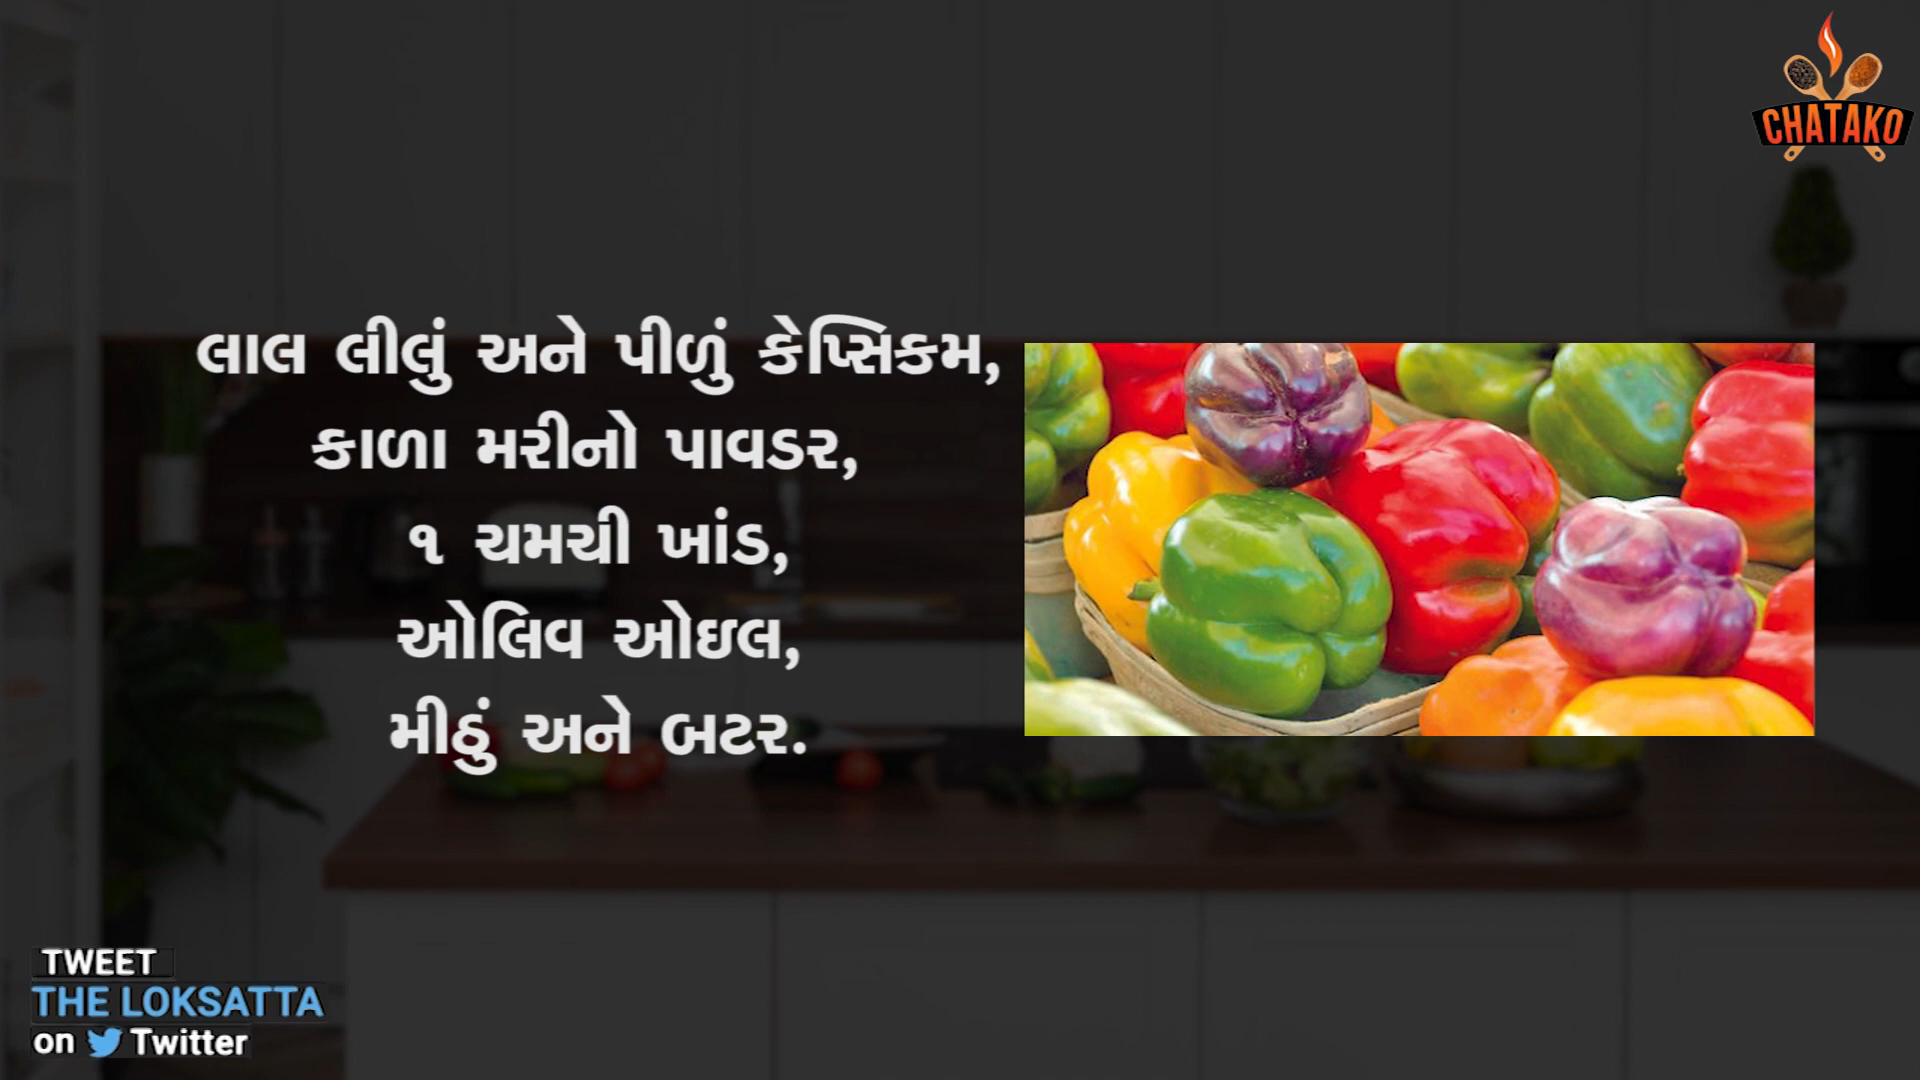 CHATAKO
લાલ લીલું અને પીળું કેપ્સિકમ,
કાળા મરીનો પાવડર,
૧ ચમચી ખાંડ,
ઓલિવ ઓઇલ,
મીઠું અને બટર.
TWEET
THE LOKSATTA
on Twitter